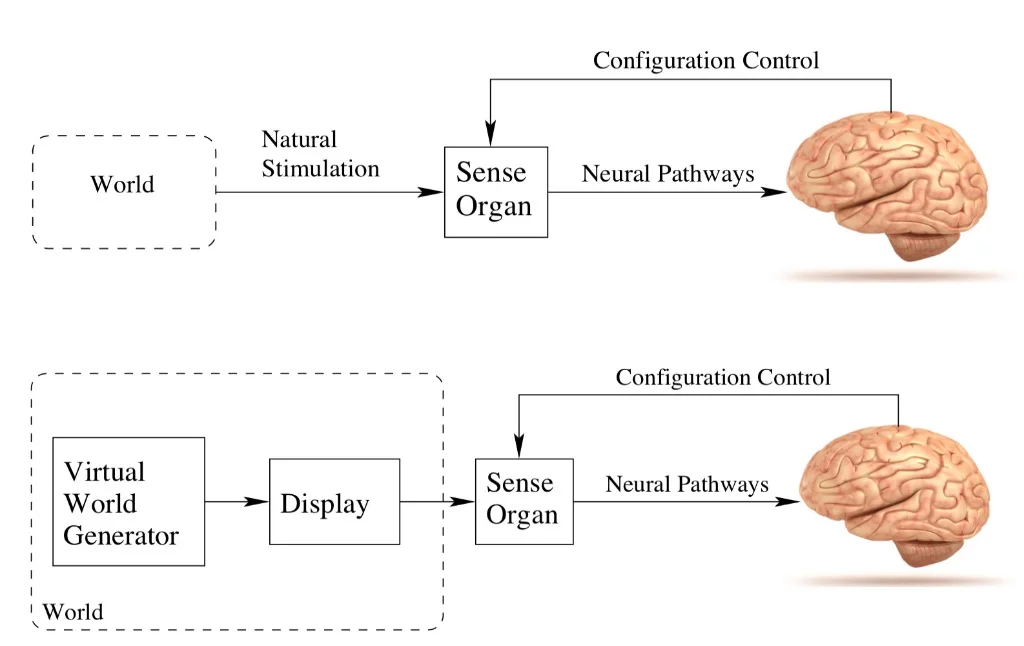 Configuration Control
Natural
Stimulation
World
Sense
Organ
Neural Pathways
Configuration Control
Virtual
World
Generator
Display
Sense
Organ
Neural Pathways
World